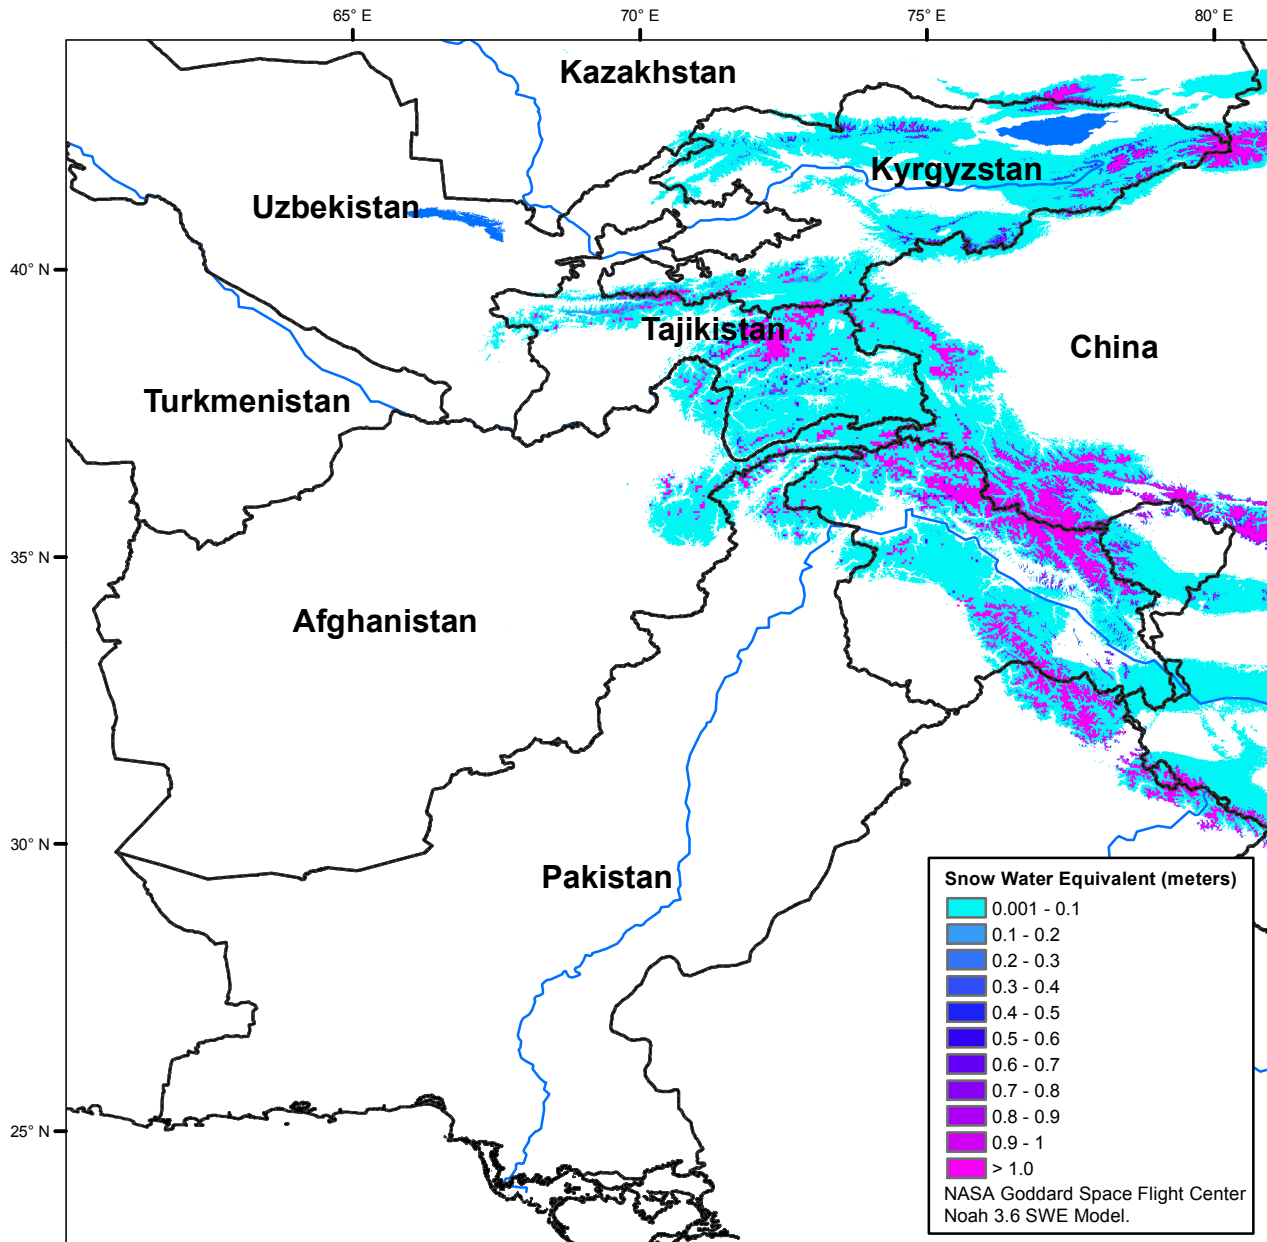 65° E
70° E
75° E
80° E
Kazakhstan
Kyrgyzstan
Uzbekistan
40° N
Tajikistan
China
Turkmenistan
35° N
Afghanistan
30° N
Pakistan
25° N
Snow Water Equivalent (meters)
0.001 - 0.1
0.1 - 0.2
0.2 - 0.3
0.3 - 0.4
0.4 - 0.5
0.5 - 0.6
0.6 - 0.7
0.7 - 0.8
0.8 - 0.9
0.9 - 1
> 1.0
NASA Goddard Space Flight Center
Noah 3.6 SWE Model.